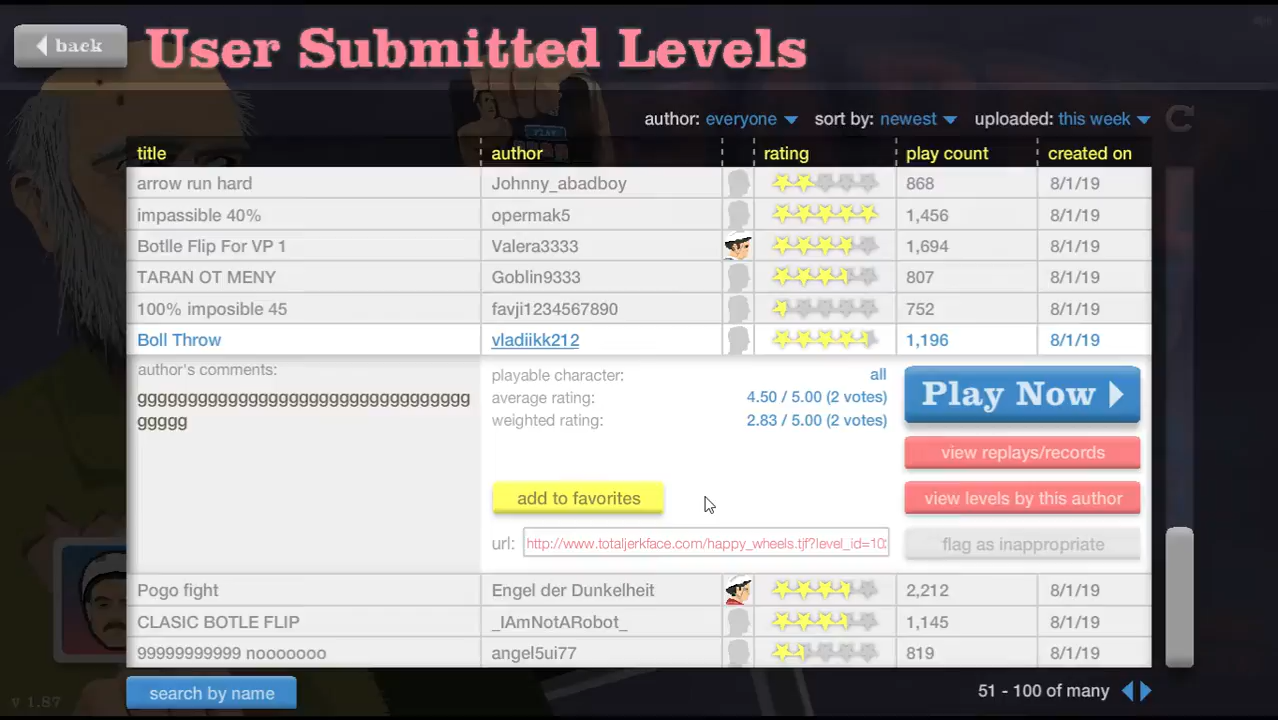 back
User Submitted Levels
author: everyone sort by: newest uploaded: this week
title author rating play count created on
arrow run hard Johnny_abadboy 868 8/1/19
impassible 40% opermak5 1,456 8/1/19
Botlle Flip For VP 1 Valera3333 1,694 8/1/19
TARAN OT MENY Goblin9333 807 8/1/19
100% imposible 45 favji1234567890 752 8/1/19
Boll Throw vladiikk212 1,196 8/1/19
author's comments:
ggggggggggggggggggggggggggggggggg
ggggg
playable character: all
average rating: 4.50 / 5.00 (2 votes)
weighted rating: 2.83 / 5.00 (2 votes)
Play Now
view replays/records
add to favorites
view levels by this author
url: http://www.totaljerkface.com/happy_wheels.tjf?level_id=10
flag as inappropriate
Pogo fight Engel der Dunkelheit 2,212 8/1/19
CLASIC BOTLE FLIP _IAmNotARobot_ 1,145 8/1/19
99999999999 nooooooo angel5ui77 819 8/1/19
search by name
51 - 100 of many
v 1.87